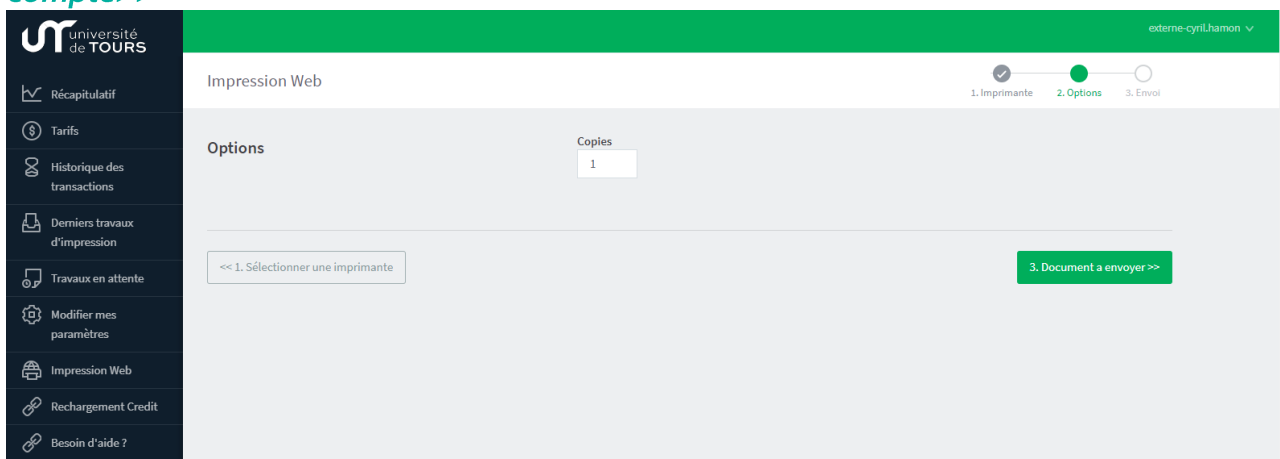 compte>>
université
de TOURS
externe-cyril.hamon
Impression Web
1. Imprimante
2. Options
3. Envoi
Récapitulatif
Tarifs
Historique des
transactions
Derniers travaux
d'impression
Travaux en attente
Modifier mes
paramètres
Impression Web
Rechargement Credit
Besoin d'aide ?
Options
Copies
1
<< 1. Sélectionner une imprimante
3. Document a envoyer >>